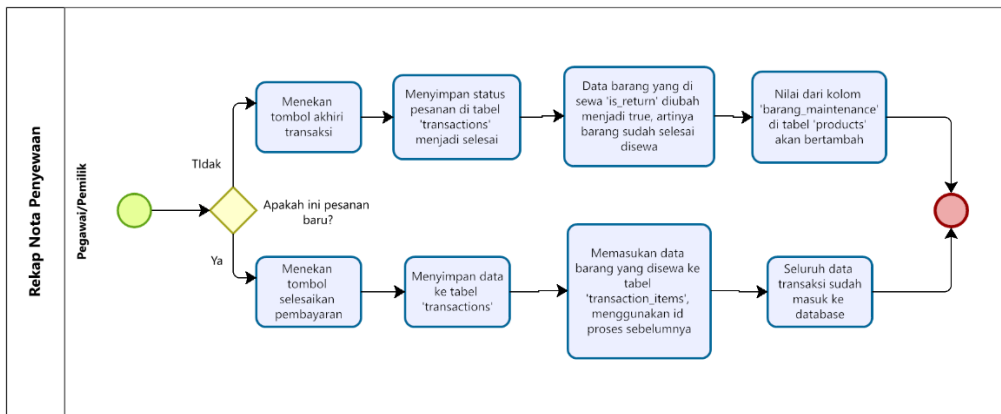 Rekap Nota Penyewaan
Pegawai/Pemilik
Apakah ini pesanan
baru?
TIdak
Menekan
tombol akhiri
transaksi
Menyimpan status
pesanan di tabel
'transactions'
menjadi selesai
Data barang yang di
sewa 'is_return' diubah
menjadi true, artinya
barang sudah selesai
disewa
Nilai dari kolom
'barang_maintenance'
di tabel 'products'
akan bertambah
Ya
Menekan
tombol selesaikan
pembayaran
Menyimpan data
ke tabel
'transactions'
Memasukan data
barang yang disewa ke
tabel
'transaction_items',
menggunakan id
proses sebelumnya
Seluruh data
transaksi sudah
masuk ke
database